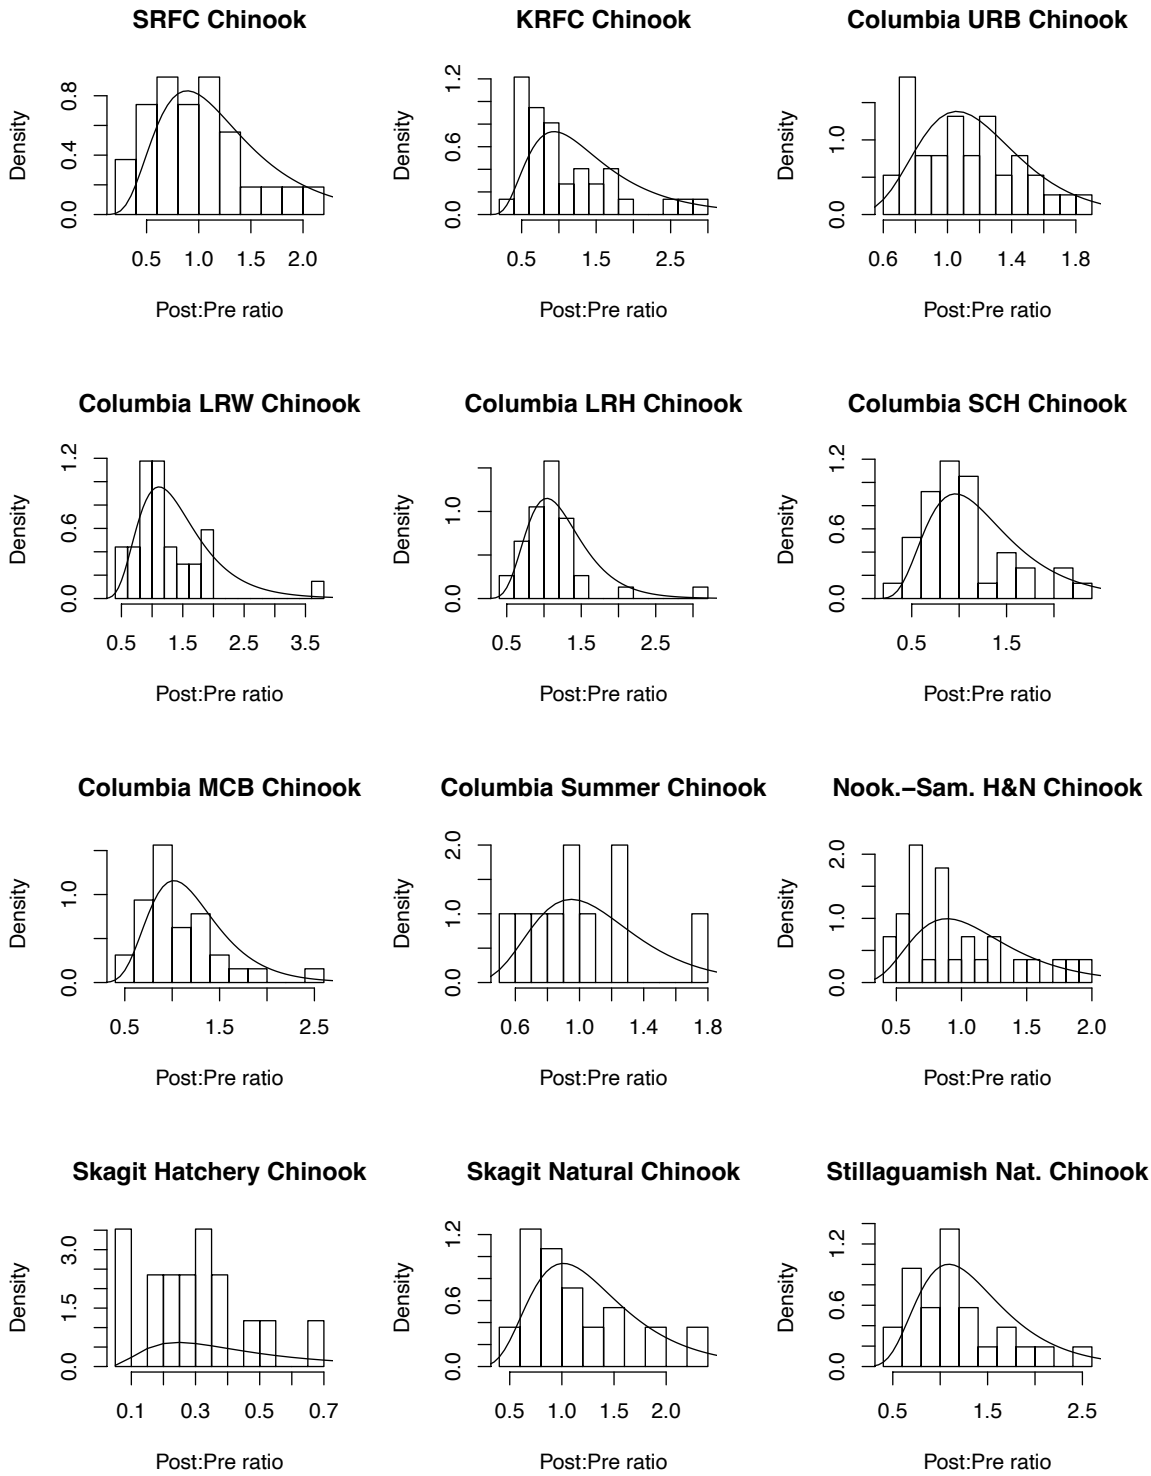 SRFC Chinook
Density
0.0 0.4 0.8
0.5 1.0 1.5 2.0
Post:Pre ratio
KRFC Chinook
Density
0.0 0.6 1.2
0.5 1.5 2.5
Post:Pre ratio
Columbia URB Chinook
Density
0.0 1.0
0.6 1.0 1.4 1.8
Post:Pre ratio
Columbia LRW Chinook
Density
0.0 0.6 1.2
0.5 1.5 2.5 3.5
Post:Pre ratio
Columbia LRH Chinook
Density
0.0 1.0
0.5 1.5 2.5
Post:Pre ratio
Columbia SCH Chinook
Density
0.0 0.6 1.2
0.5 1.5
Post:Pre ratio
Columbia MCB Chinook
Density
0.0 1.0
0.5 1.5 2.5
Post:Pre ratio
Columbia Summer Chinook
Density
0.0 1.0 2.0
0.6 1.0 1.4 1.8
Post:Pre ratio
Nook.−Sam. H&N Chinook
Density
0.0 1.0 2.0
0.5 1.0 1.5 2.0
Post:Pre ratio
Skagit Hatchery Chinook
Density
0.0 1.5 3.0
0.1 0.3 0.5 0.7
Post:Pre ratio
Skagit Natural Chinook
Density
0.0 0.6 1.2
0.5 1.0 1.5 2.0
Post:Pre ratio
Stillaguamish Nat. Chinook
Density
0.0 0.6 1.2
0.5 1.5 2.5
Post:Pre ratio